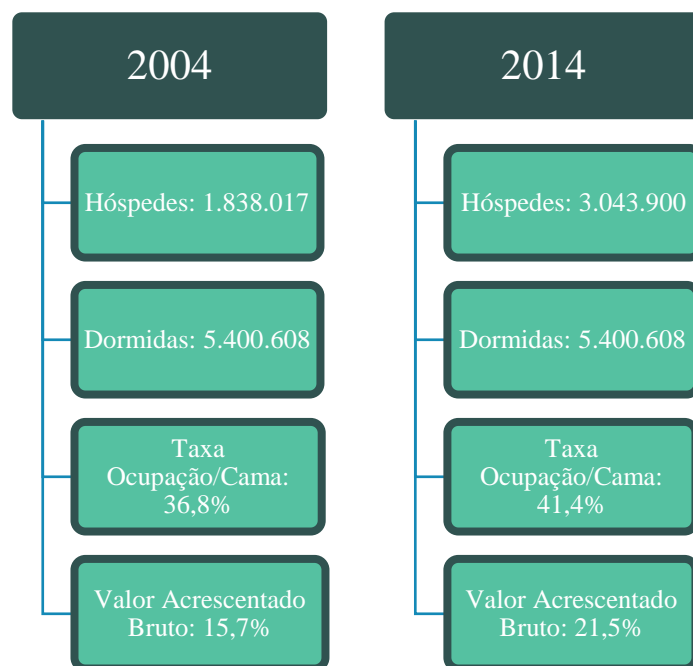 2004
Hóspedes: 1.838.017
Dormidas: 5.400.608
Taxa
Ocupação/Cama:
36,8%
Valor Acrescentado
Bruto: 15,7%
2014
Hóspedes: 3.043.900
Dormidas: 5.400.608
Taxa
Ocupação/Cama:
41,4%
Valor Acrescentado
Bruto: 21,5%